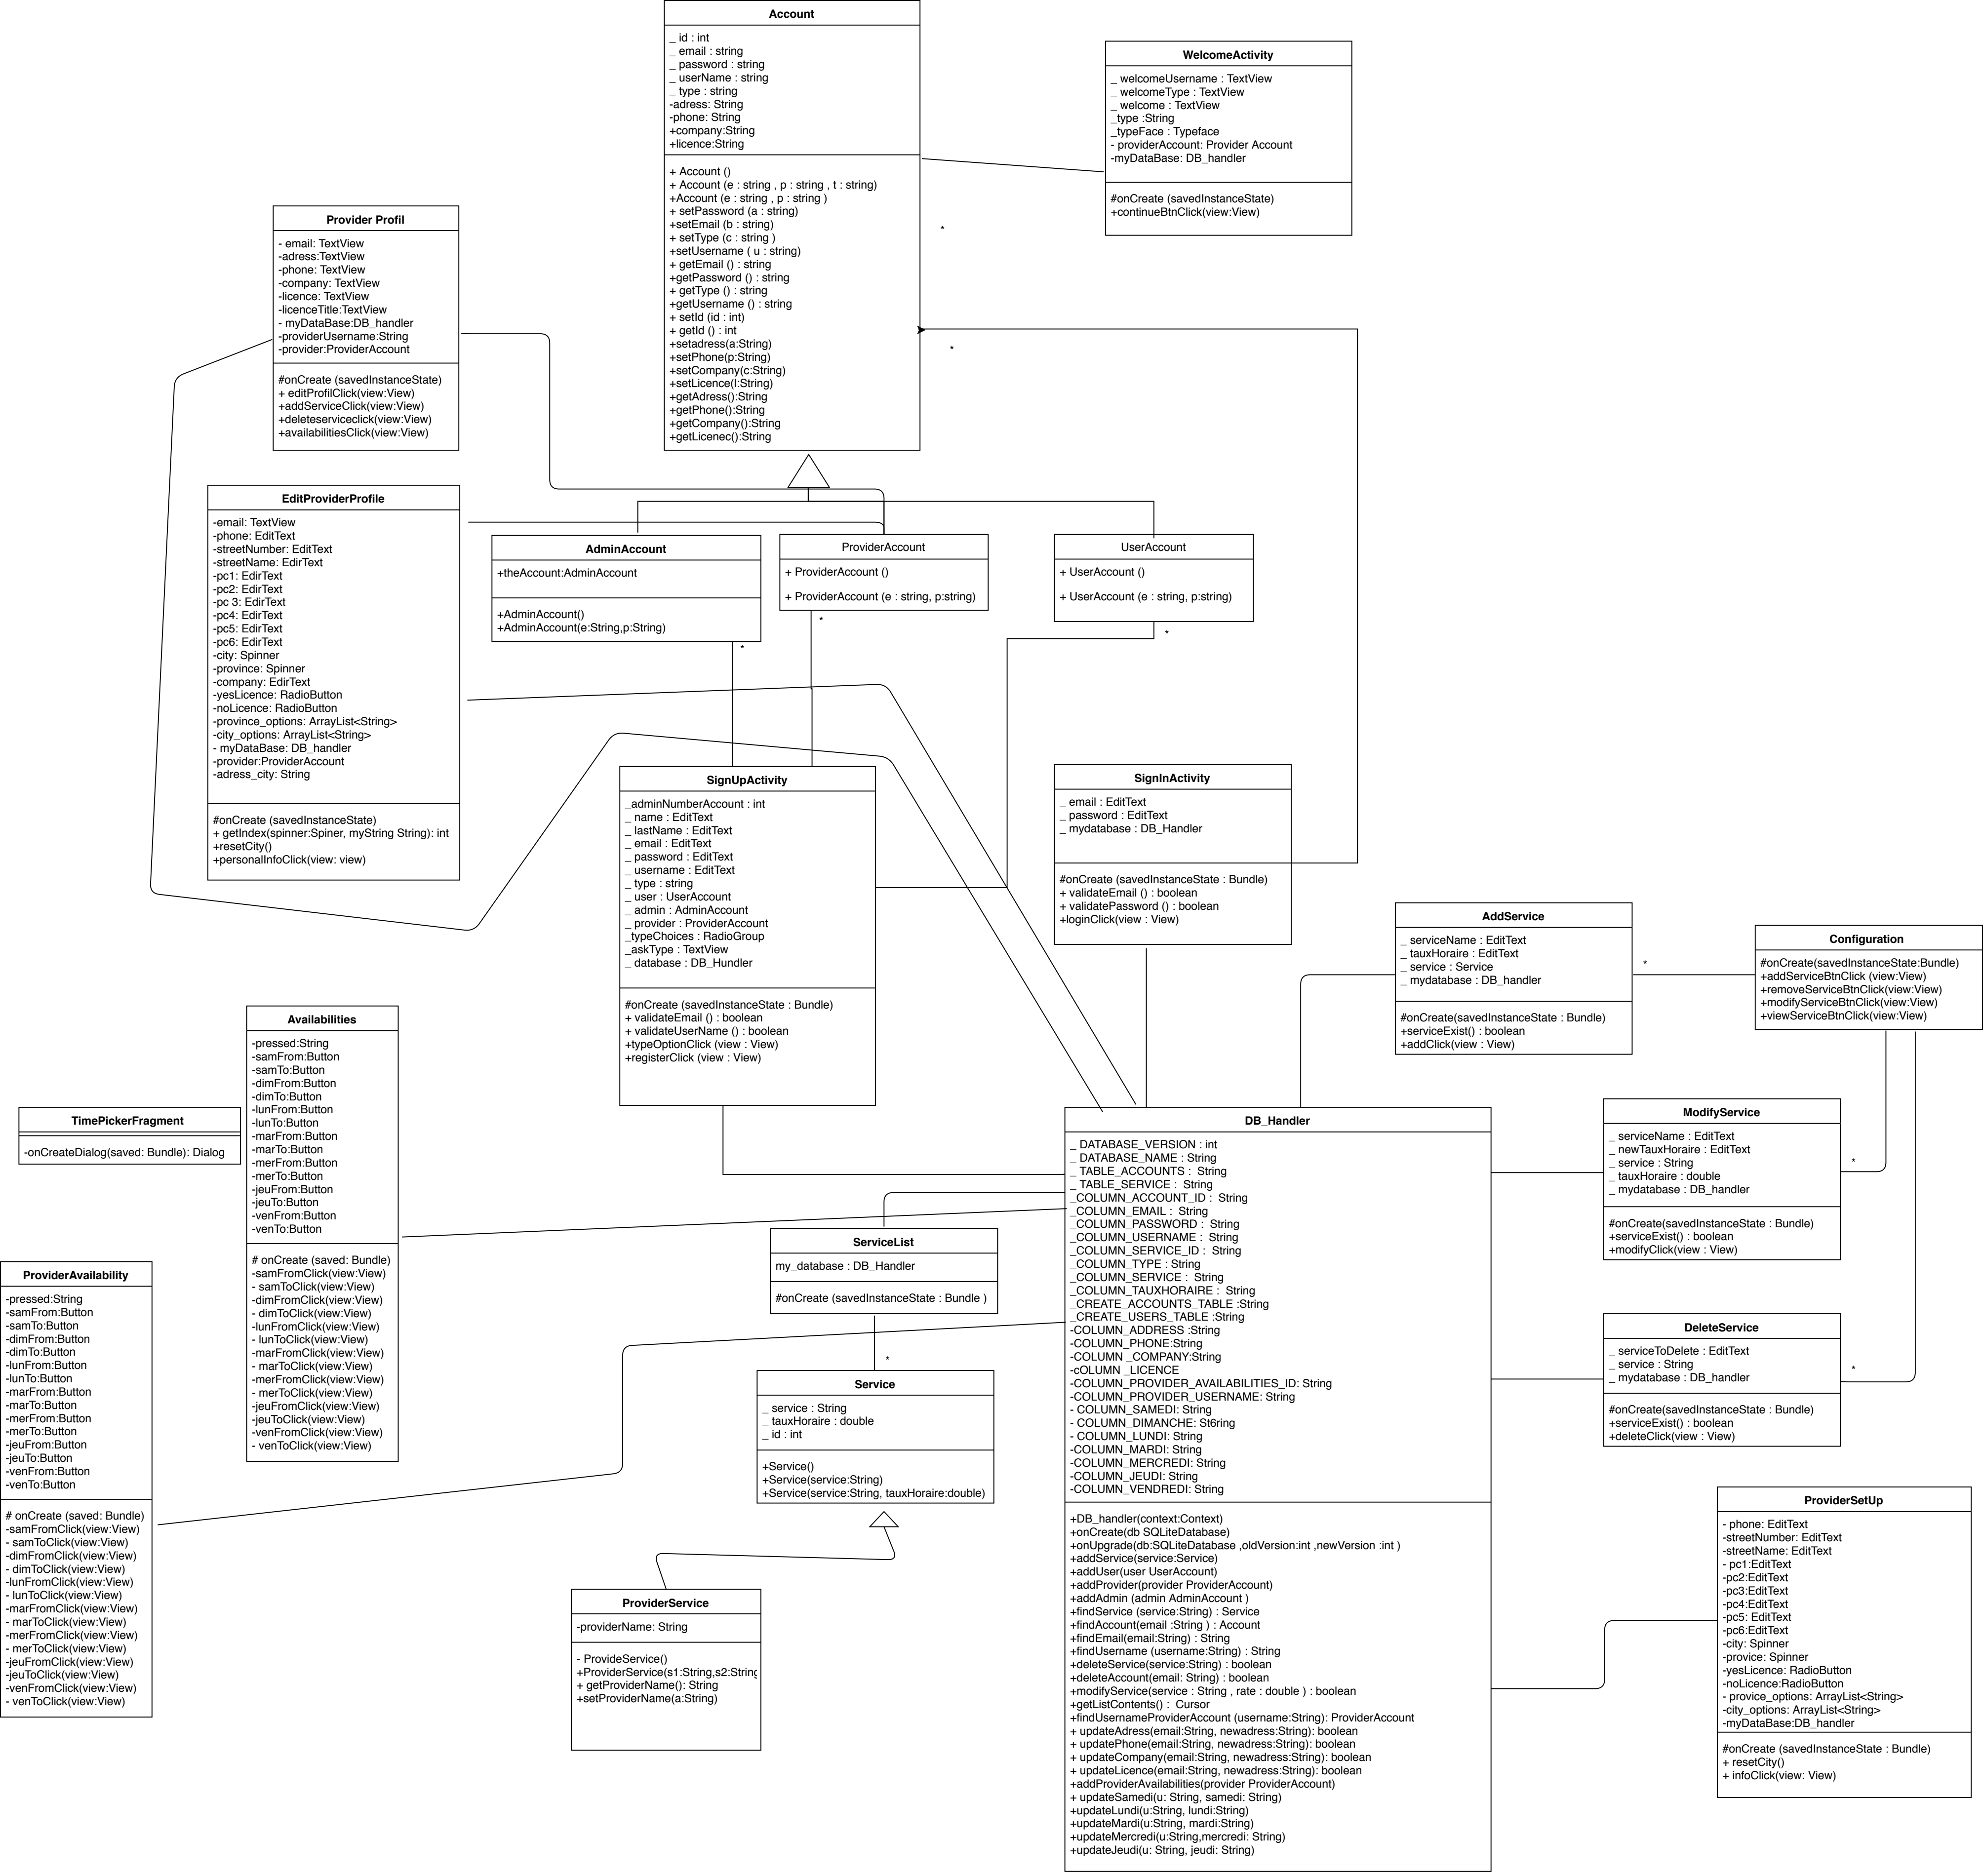 Account
_ id : int
_ email : string
_ password : string
_ userName : string
_ type : string
-adress: String
-phone: String
+company:String
+licence:String
+ Account ()
+ Account (e : string , p : string , t : string)
+Account (e : string , p : string )
+ setPassword (a : string)
+setEmail (b : string)
+ setType (c : string )
+setUsername ( u : string)
+ getEmail () : string
+getPassword () : string
+ getType () : string
+getUsername () : string
+ setId (id : int)
+ getId () : int
+setadress(a:String)
+setPhone(p:String)
+setCompany(c:String)
+setLicence(l:String)
+getAdress():String
+getPhone():String
+getCompany():String
+getLicenec():String
WelcomeActivity
_ welcomeUsername : TextView
_ welcomeType : TextView
_ welcome : TextView
_type :String
_typeFace : Typeface
- providerAccount: Provider Account
-myDataBase: DB_handler
#onCreate (savedInstanceState)
+continueBtnClick(view:View)
*
*
Provider Profil
- email: TextView
-adress:TextView
-phone: TextView
-company: TextView
-licence: TextView
-licenceTitle:TextView
- myDataBase:DB_handler
-providerUsername:String
-provider:ProviderAccount
#onCreate (savedInstanceState)
+ editProfilClick(view:View)
+addServiceClick(view:View)
+deleteserviceclick(view:View)
+availabilitiesClick(view:View)
EditProviderProfile
-email: TextView
-phone: EditText
-streetNumber: EditText
-streetName: EdirText
-pc1: EdirText
-pc2: EdirText
-pc 3: EdirText
-pc4: EdirText
-pc5: EdirText
-pc6: EdirText
-city: Spinner
-province: Spinner
-company: EdirText
-yesLicence: RadioButton
-noLicence: RadioButton
-province_options: ArrayList<String>
-city_options: ArrayList<String>
- myDataBase: DB_handler
-provider:ProviderAccount
-adress_city: String
#onCreate (savedInstanceState)
+ getIndex(spinner:Spiner, myString String): int
+resetCity()
+personalInfoClick(view: view)
AdminAccount
+theAccount:AdminAccount
+AdminAccount()
+AdminAccount(e:String,p:String)
*
ProviderAccount
+ ProviderAccount ()
+ ProviderAccount (e : string, p:string)
*
UserAccount
+ UserAccount ()
+ UserAccount (e : string, p:string)
*
SignUpActivity
_adminNumberAccount : int
_ name : EditText
_ lastName : EditText
_ email : EditText
_ password : EditText
_ username : EditText
_ type : string
_ user : UserAccount
_ admin : AdminAccount
_ provider : ProviderAccount
_typeChoices : RadioGroup
_askType : TextView
_ database : DB_Hundler
#onCreate (savedInstanceState : Bundle)
+ validateEmail () : boolean
+ validateUserName () : boolean
+typeOptionClick (view : View)
+registerClick (view : View)
SignInActivity
_ email : EditText
_ password : EditText
_ mydatabase : DB_Handler
#onCreate (savedInstanceState : Bundle)
+ validateEmail () : boolean
+ validatePassword () : boolean
+loginClick(view : View)
AddService
_ serviceName : EditText
_ tauxHoraire : EditText
_ service : Service
_ mydatabase : DB_handler
#onCreate(savedInstanceState : Bundle)
+serviceExist() : boolean
+addClick(view : View)
*
Configuration
#onCreate(savedInstanceState:Bundle)
+addServiceBtnClick (view:View)
+removeServiceBtnClick(view:View)
+modifyServiceBtnClick(view:View)
+viewServiceBtnClick(view:View)
Availabilities
-pressed:String
-samFrom:Button
-samTo:Button
-dimFrom:Button
-dimTo:Button
-lunFrom:Button
-lunTo:Button
-marFrom:Button
-marTo:Button
-merFrom:Button
-merTo:Button
-jeuFrom:Button
-jeuTo:Button
-venFrom:Button
-venTo:Button
# onCreate (saved: Bundle)
-samFromClick(view:View)
- samToClick(view:View)
-dimFromClick(view:View)
- dimToClick(view:View)
-lunFromClick(view:View)
- lunToClick(view:View)
-marFromClick(view:View)
- marToClick(view:View)
-merFromClick(view:View)
- merToClick(view:View)
-jeuFromClick(view:View)
-jeuToClick(view:View)
-venFromClick(view:View)
- venToClick(view:View)
TimePickerFragment
-onCreateDialog(saved: Bundle): Dialog
ProviderAvailability
-pressed:String
-samFrom:Button
-samTo:Button
-dimFrom:Button
-dimTo:Button
-lunFrom:Button
-lunTo:Button
-marFrom:Button
-marTo:Button
-merFrom:Button
-merTo:Button
-jeuFrom:Button
-jeuTo:Button
-venFrom:Button
-venTo:Button
# onCreate (saved: Bundle)
-samFromClick(view:View)
- samToClick(view:View)
-dimFromClick(view:View)
- dimToClick(view:View)
-lunFromClick(view:View)
- lunToClick(view:View)
-marFromClick(view:View)
- marToClick(view:View)
-merFromClick(view:View)
- merToClick(view:View)
-jeuFromClick(view:View)
-jeuToClick(view:View)
-venFromClick(view:View)
- venToClick(view:View)
ServiceList
my_database : DB_Handler
#onCreate (savedInstanceState : Bundle )
*
Service
_ service : String
_ tauxHoraire : double
_ id : int
+Service()
+Service(service:String)
+Service(service:String, tauxHoraire:double)
ProviderService
-providerName: String
- ProvideService()
+ProviderService(s1:String,s2:String
+ getProviderName(): String
+setProviderName(a:String)
DB_Handler
_ DATABASE_VERSION : int
_ DATABASE_NAME : String
_ TABLE_ACCOUNTS : String
_ TABLE_SERVICE : String
_COLUMN_ACCOUNT_ID : String
_COLUMN_EMAIL : String
_COLUMN_PASSWORD : String
_COLUMN_USERNAME : String
_COLUMN_SERVICE_ID : String
_COLUMN_TYPE : String
_COLUMN_SERVICE : String
_COLUMN_TAUXHORAIRE : String
_CREATE_ACCOUNTS_TABLE :String
_CREATE_USERS_TABLE :String
-COLUMN_ADDRESS :String
-COLUMN_PHONE:String
-COLUMN _COMPANY:String
-cOLUMN _LICENCE
-COLUMN_PROVIDER_AVAILABILITIES_ID: String
-COLUMN_PROVIDER_USERNAME: String
- COLUMN_SAMEDI: String
- COLUMN_DIMANCHE: St6ring
- COLUMN_LUNDI: String
-COLUMN_MARDI: String
-COLUMN_MERCREDI: String
-COLUMN_JEUDI: String
-COLUMN_VENDREDI: String
+DB_handler(context:Context)
+onCreate(db SQLiteDatabase)
+onUpgrade(db:SQLiteDatabase ,oldVersion:int ,newVersion :int )
+addService(service:Service)
+addUser(user UserAccount)
+addProvider(provider ProviderAccount)
+addAdmin (admin AdminAccount )
+findService (service:String) : Service
+findAccount(email :String ) : Account
+findEmail(email:String) : String
+findUsername (username:String) : String
+deleteService(service:String) : boolean
+deleteAccount(email: String) : boolean
+modifyService(service : String , rate : double ) : boolean
+getListContents() : Cursor
+findUsernameProviderAccount (username:String): ProviderAccount
+ updateAdress(email:String, newadress:String): boolean
+ updatePhone(email:String, newadress:String): boolean
+ updateCompany(email:String, newadress:String): boolean
+ updateLicence(email:String, newadress:String): boolean
+addProviderAvailabilities(provider ProviderAccount)
+ updateSamedi(u: String, samedi: String)
+updateLundi(u:String, lundi:String)
+updateMardi(u:String, mardi:String)
+updateMercredi(u:String,mercredi: String)
+updateJeudi(u: String, jeudi: String)
ModifyService
_ serviceName : EditText
_ newTauxHoraire : EditText
_ service : String
_ tauxHoraire : double
_ mydatabase : DB_handler
#onCreate(savedInstanceState : Bundle)
+serviceExist() : boolean
+modifyClick(view : View)
*
DeleteService
_ serviceToDelete : EditText
_ service : String
_ mydatabase : DB_handler
#onCreate(savedInstanceState : Bundle)
+serviceExist() : boolean
+deleteClick(view : View)
*
ProviderSetUp
- phone: EditText
-streetNumber: EditText
-streetName: EditText
- pc1:EditText
-pc2:EditText
-pc3:EditText
-pc4:EditText
-pc5: EditText
-pc6:EditText
-city: Spinner
-provice: Spinner
-yesLicence: RadioButton
-noLicence:RadioButton
- provice_options: ArrayList<String>
-city_options: ArrayList<String>
-myDataBase:DB_handler
#onCreate (savedInstanceState : Bundle)
+ resetCity()
+ infoClick(view: View)